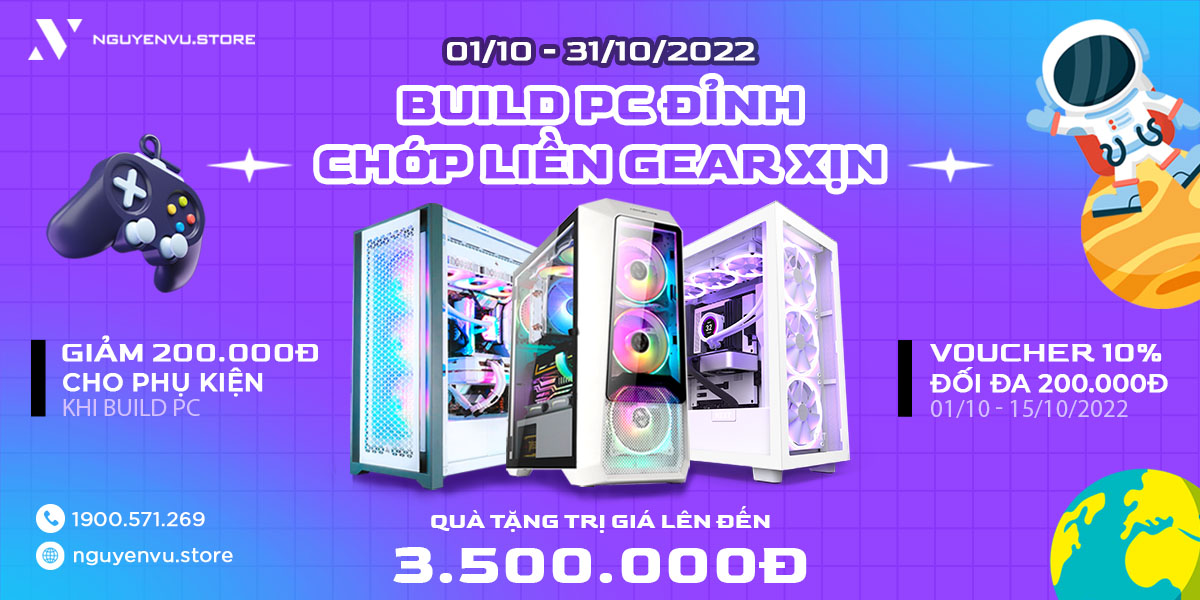 NGUYENVU.STORE
01/10 - 31/10/2022
BUILD PC ĐỈNH
CHỚP LIỀN GEAR XỊN
GIẢM 200.000Đ
CHO PHỤ KIỆN
KHI BUILD PC
VOUCHER 10%
ĐỐI ĐA 200.000Đ
01/10 - 15/10/2022
1900.571.269
nguyenvu.store
QUÀ TẶNG TRỊ GIÁ LÊN ĐẾN
3.500.000Đ